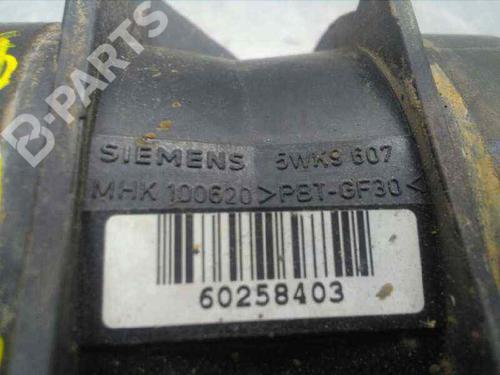 B-PARTS
SIEMENS 5WK9 607
MHK 100620 >PBT-GF30<
60258403